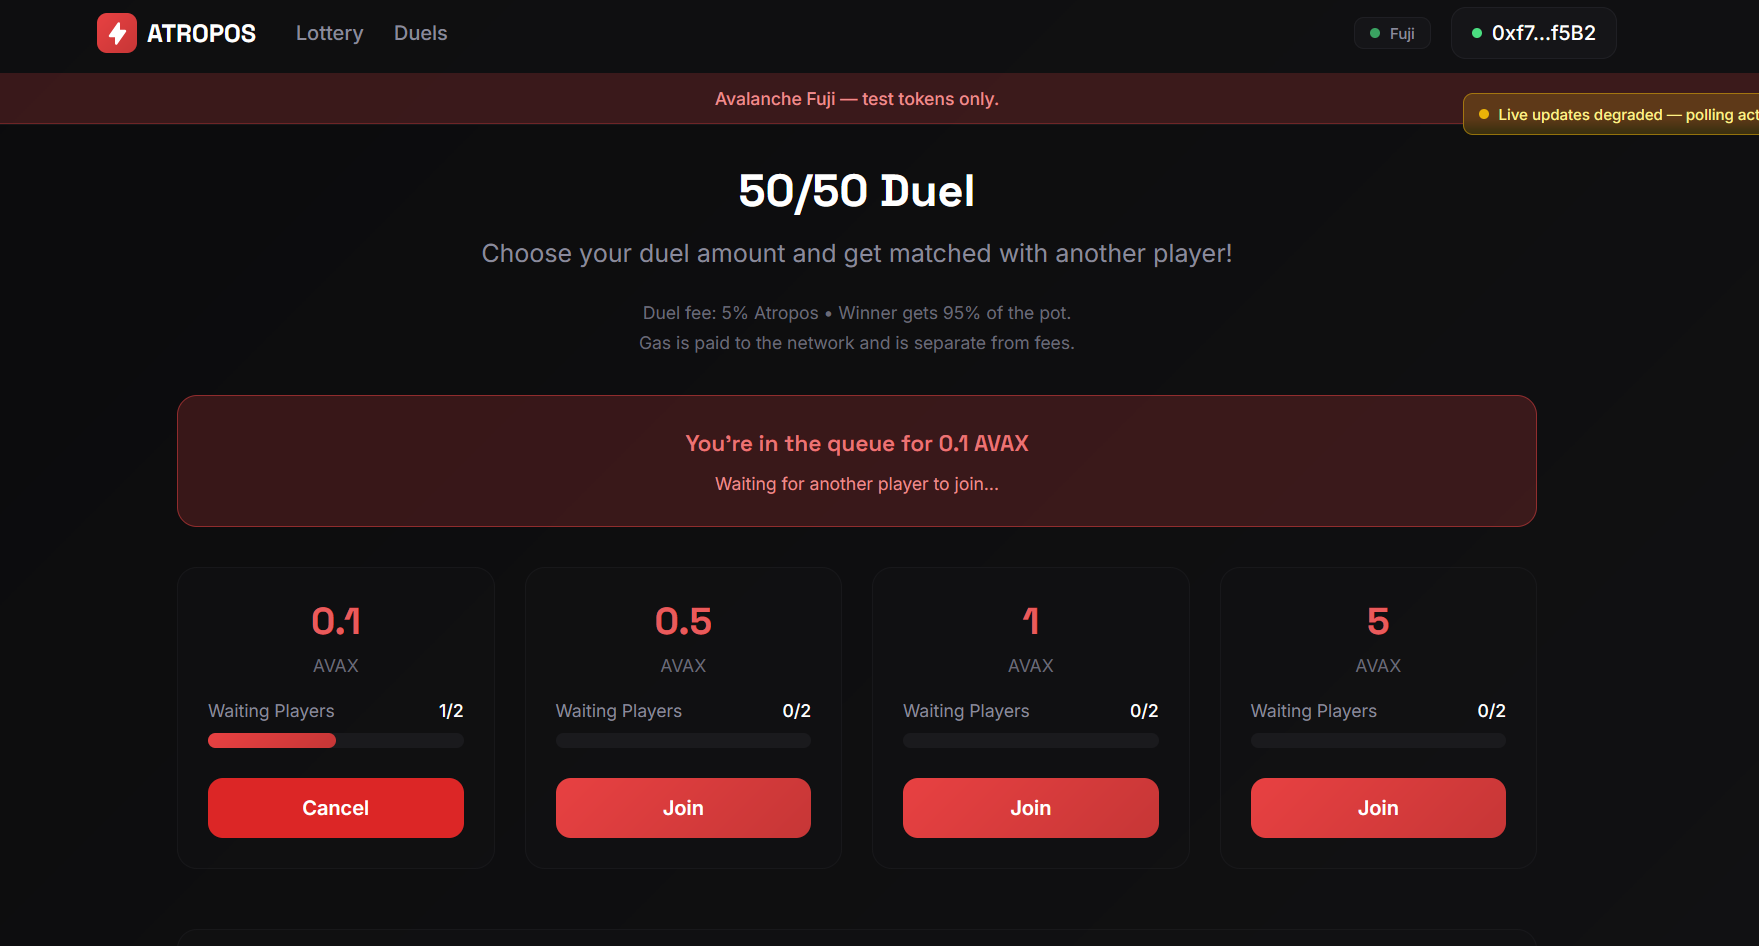 ATROPOS
Lottery
Duels
Fuji
0xf7...f5B2
Avalanche Fuji — test tokens only.
Live updates degraded — polling act
50/50 Duel
Choose your duel amount and get matched with another player!
Duel fee: 5% Atropos • Winner gets 95% of the pot.
Gas is paid to the network and is separate from fees.
You're in the queue for 0.1 AVAX
Waiting for another player to join...
0.1
AVAX
Waiting Players 1/2
Cancel
0.5
AVAX
Waiting Players 0/2
Join
1
AVAX
Waiting Players 0/2
Join
5
AVAX
Waiting Players 0/2
Join